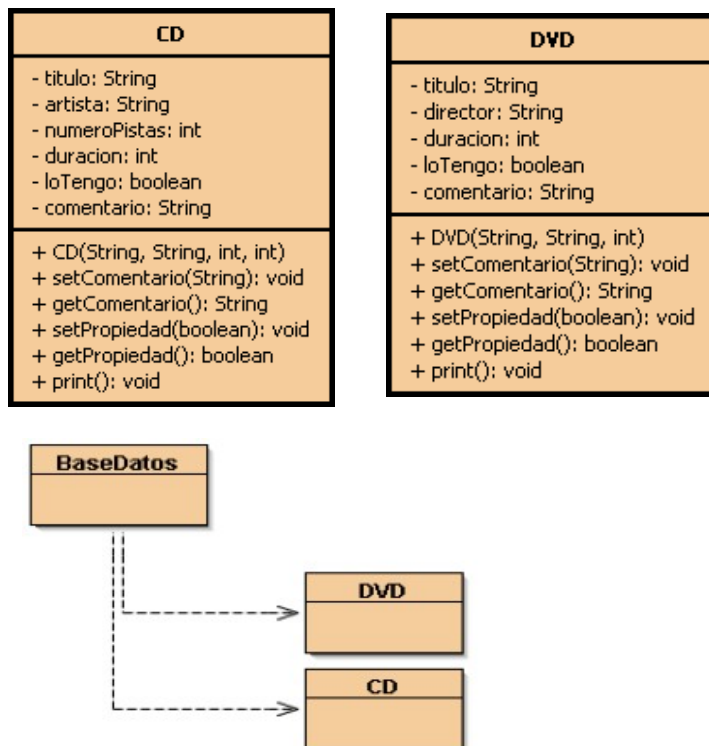 CD
- titulo: String
- artista: String
- numeroPistas: int
- duracion: int
- loTengo: boolean
- comentario: String
+ CD(String, String, int, int)
+ setComentario(String): void
+ getComentario(): String
+ setPropiedad(boolean): void
+ getPropiedad(): boolean
+ print(): void
DVD
- titulo: String
- director: String
- duracion: int
- loTengo: boolean
- comentario: String
+ DVD(String, String, int)
+ setComentario(String): void
+ getComentario(): String
+ setPropiedad(boolean): void
+ getPropiedad(): boolean
+ print(): void
BaseDatos
DVD
CD